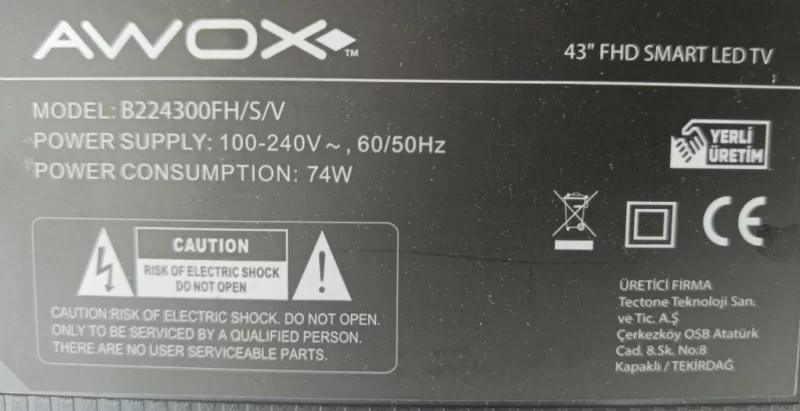 AWOX™
43" FHD SMART LED TV
MODEL: B224300FH/S/V
POWER SUPPLY: 100-240V~, 60/50Hz
POWER CONSUMPTION: 74W
YERLİ
ÜRETİM
CAUTION
RISK OF ELECTRIC SHOCK
DO NOT OPEN
CAUTION:RISK OF ELECTRIC SHOCK. DO NOT OPEN.
ONLY TO BE SERVICED BY A QUALIFIED PERSON.
THERE ARE NO USER SERVICEABLE PARTS.
CE
ÜRETİCİ FİRMA
Tectone Teknoloji San.
ve Tic. A.Ş
Çerkezköy OSB Atatürk
Cad. 8.Sk. No:8
Kapaklı / TEKİRDAĞ